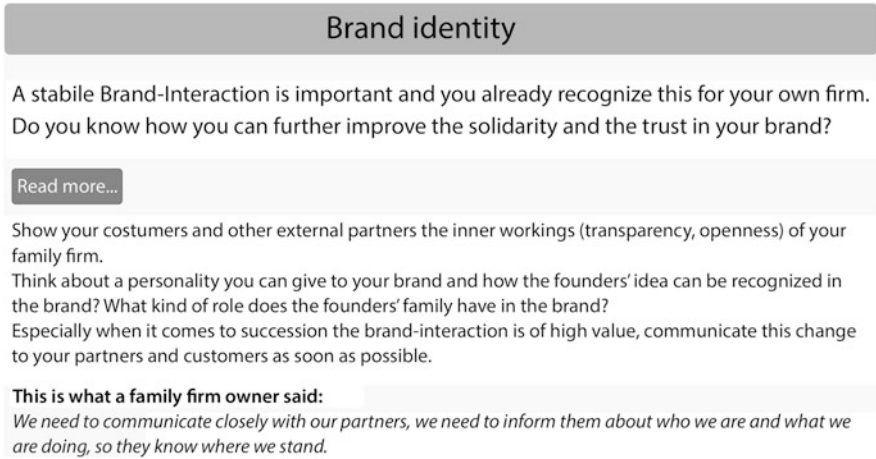 Brand identity
A stabile Brand-Interaction is important and you already recognize this for your own firm.
Do you know how you can further improve the solidarity and the trust in your brand?
Read more...
Show your costumers and other external partners the inner workings (transparency, openness) of your
family firm.
Think about a personality you can give to your brand and how the founders' idea can be recognized in
the brand? What kind of role does the founders' family have in the brand?
Especially when it comes to succession the brand-interaction is of high value, communicate this change
to your partners and customers as soon as possible.
This is what a family firm owner said:
We need to communicate closely with our partners, we need to inform them about who we are and what we
are doing, so they know where we stand.